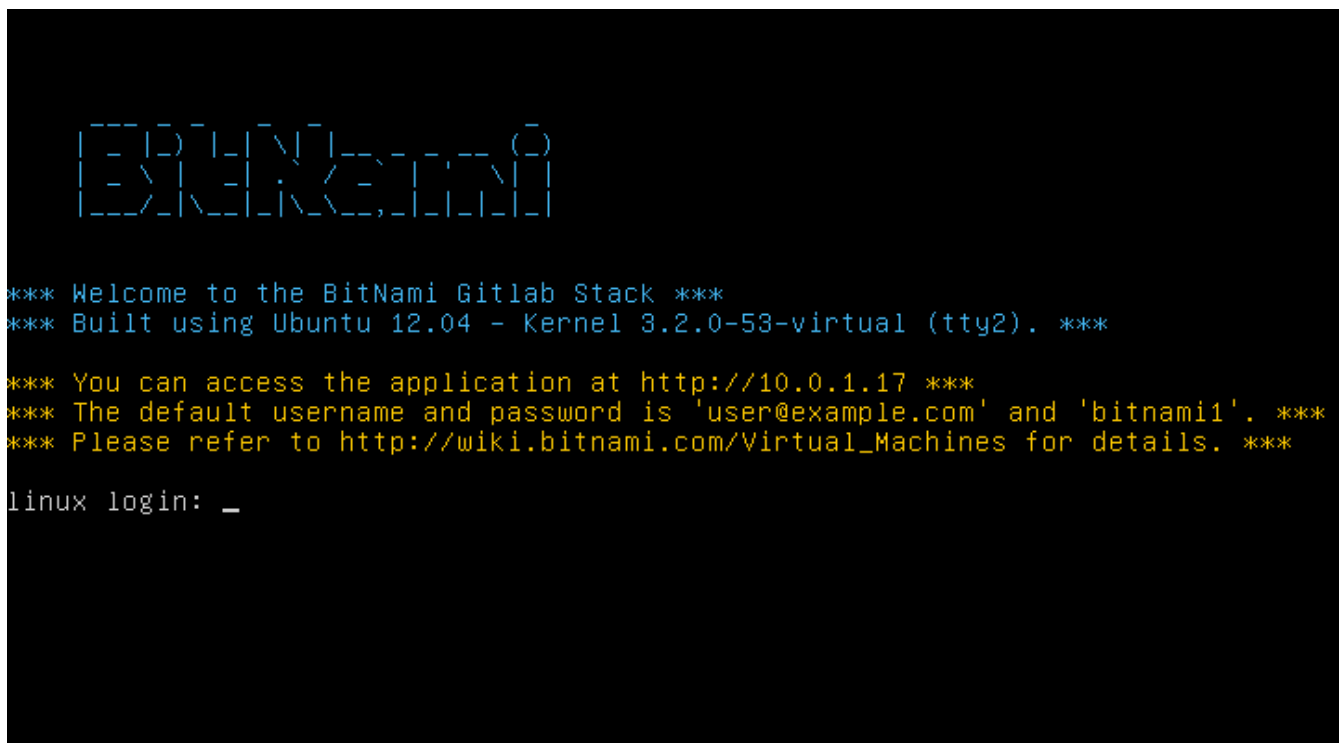 BitNami
*** Welcome to the BitNami Gitlab Stack ***
*** Built using Ubuntu 12.04 - Kernel 3.2.0-53-virtual (tty2). ***
*** You can access the application at http://10.0.1.17 ***
*** The default username and password is 'user@example.com' and 'bitnami1'. ***
*** Please refer to http://wiki.bitnami.com/Virtual_Machines for details. ***
linux login: _